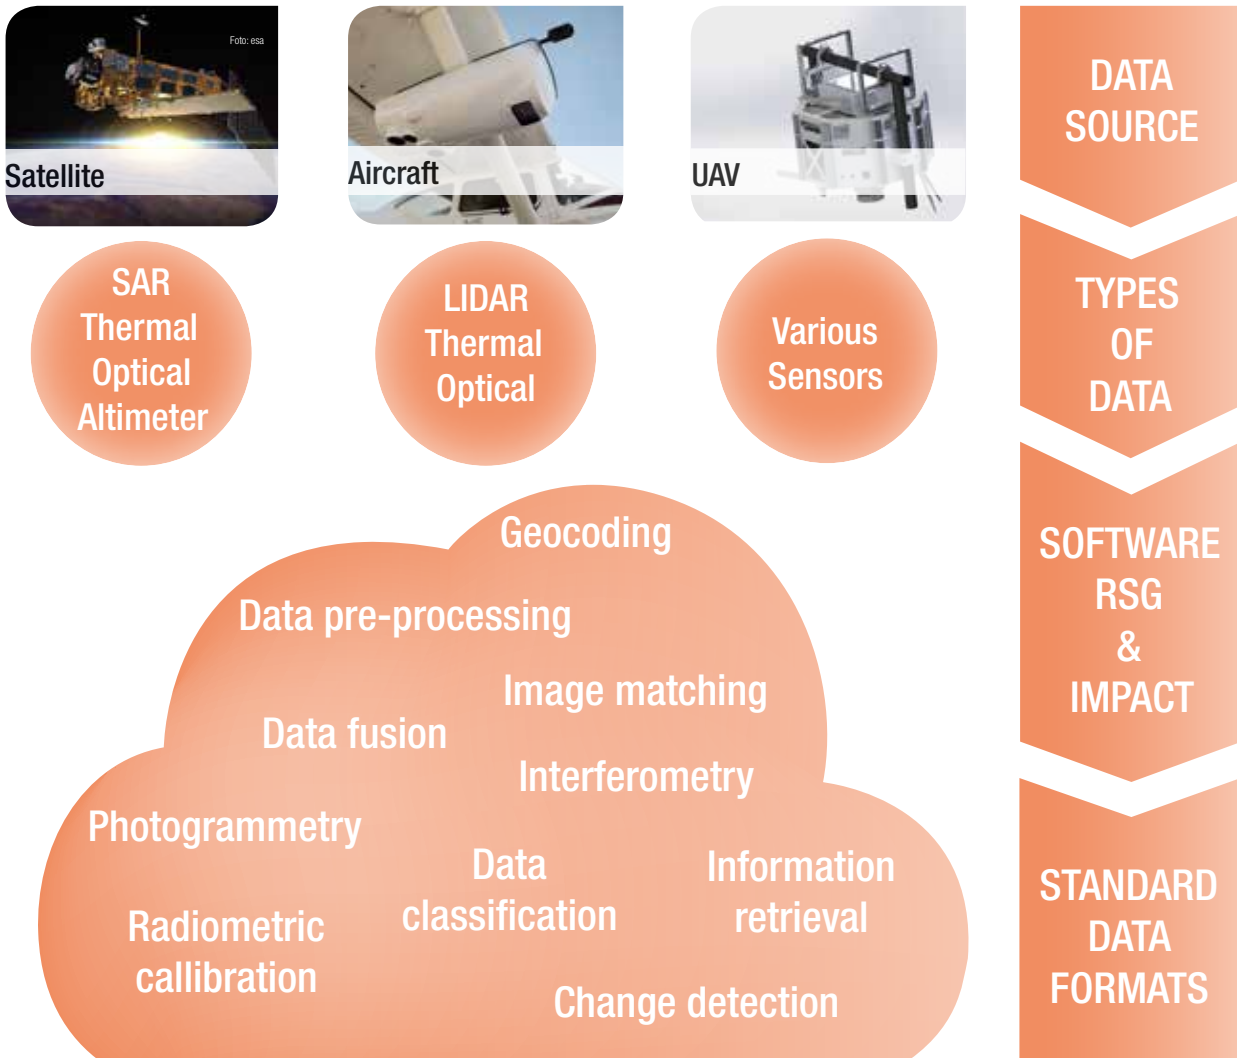 Foto: esa
Satellite
Aircraft
UAV
DATA
SOURCE
SAR
Thermal
Optical
Altimeter
LIDAR
Thermal
Optical
Various
Sensors
TYPES
OF
DATA
Geocoding
Data pre-processing
Image matching
Data fusion
Interferometry
Photogrammetry
Data
classification
Information
retrieval
Radiometric
callibration
Change detection
SOFTWARE
RSG
&
IMPACT
STANDARD
DATA
FORMATS